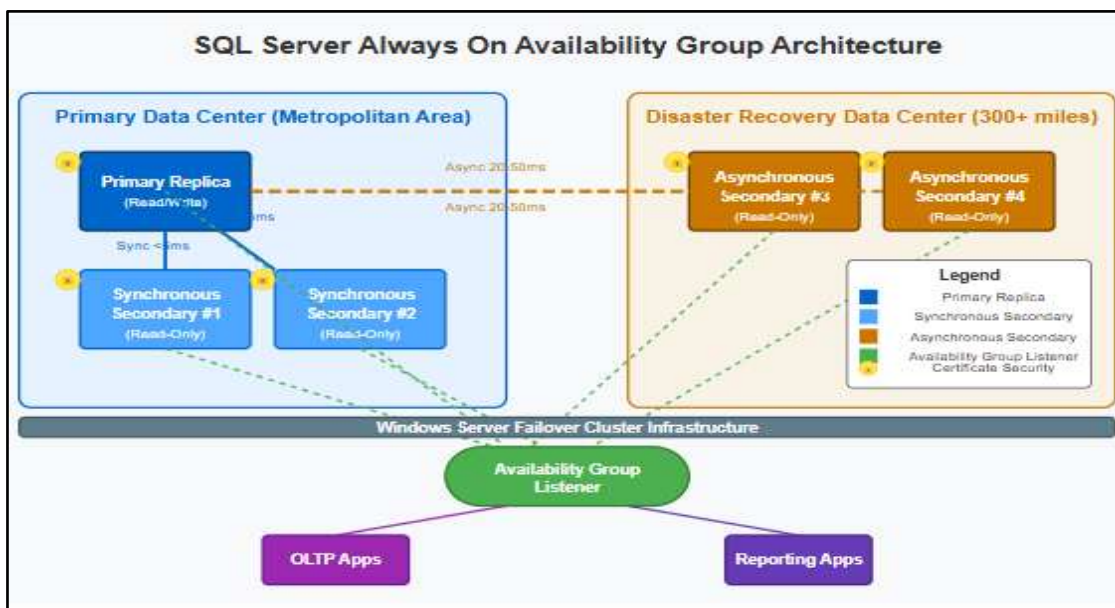 SQL Server Always On Availability Group Architecture
Primary Data Center (Metropolitan Area)
Primary Replica
(Read/Write)
Sync <5ms
Synchronous
Secondary #1
(Read-Only)
Synchronous
Secondary #2
(Read-Only)
Async 20-50ms
Async 20-50ms
Disaster Recovery Data Center (300+ miles)
Asynchronous
Secondary #3
(Read-Only)
Asynchronous
Secondary #4
(Read-Only)
Legend
Primary Replica
Synchronous Secondary
Asynchronous Secondary
Availability Group Listener
Certificate Security
Windows Server Failover Cluster Infrastructure
Availability Group
Listener
OLTP Apps
Reporting Apps